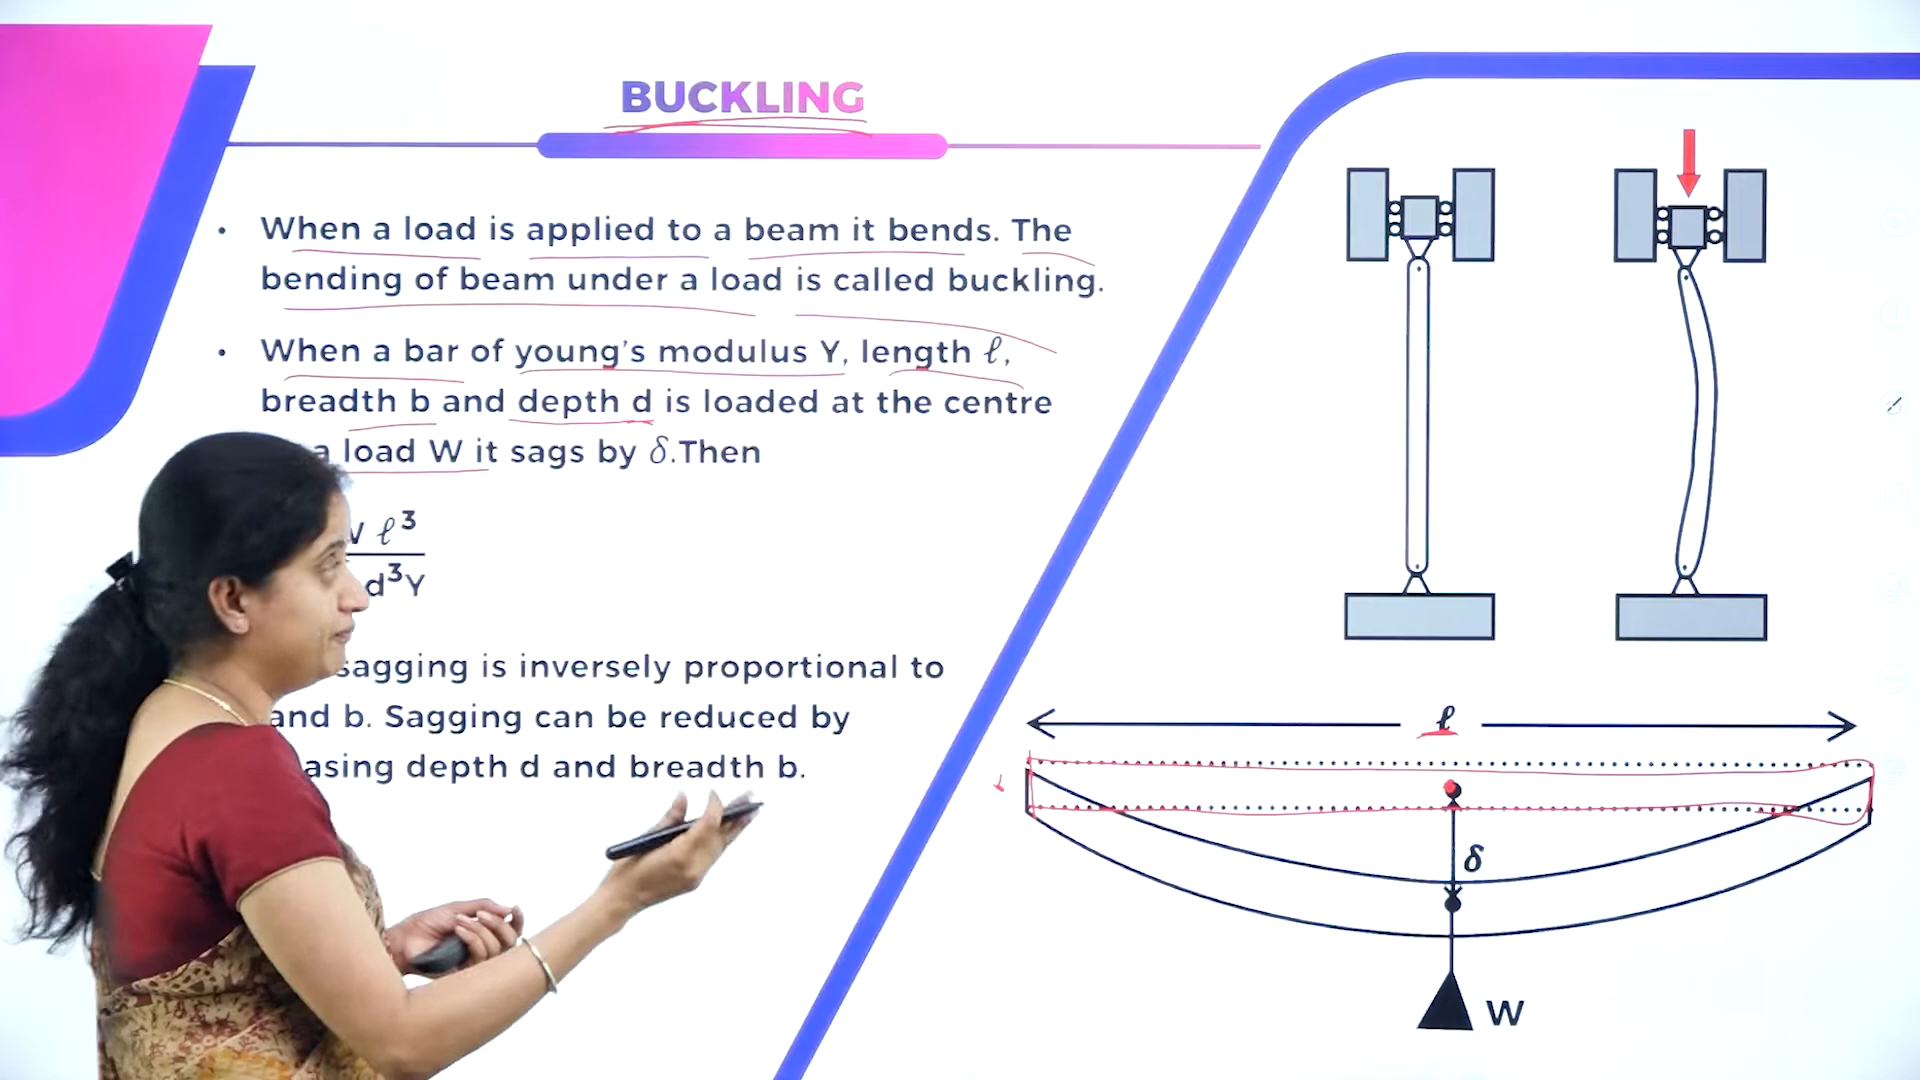 BUCKLING
• When a load is applied to a beam it bends. The
bending of beam under a load is called buckling.
• When a bar of young's modulus Y, length ℓ,
breadth b and depth d is loaded at the centre
a load W it sags by δ.Then
ℓ³
d³Y
sagging is inversely proportional to
and b. Sagging can be reduced by
depth d and breadth b.
ℓ
δ
W